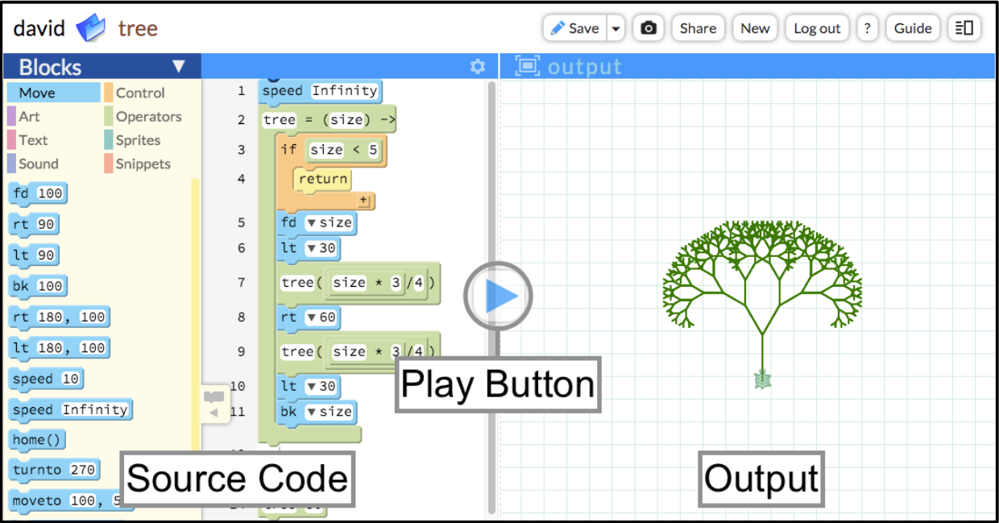 david tree Save Share New Log out ? Guide
Blocks output
Move Control
Art Operators
Text Sprites
Sound Snippets
fd 100
rt 90
lt 90
bk 100
rt 180, 100
lt 180, 100
speed 10
speed Infinity
home()
turnto 270
moveto 100, 5
1 speed Infinity
2 tree = (size) ->
3 if size < 5
4 return
+
5 fd ▼ size
6 lt ▼ 30
7 tree( size * 3 /4 )
8 rt ▼ 60
9 tree( size * 3 /4 )
10 lt ▼ 30
11 bk ▼ size
Play Button
Source Code
Output